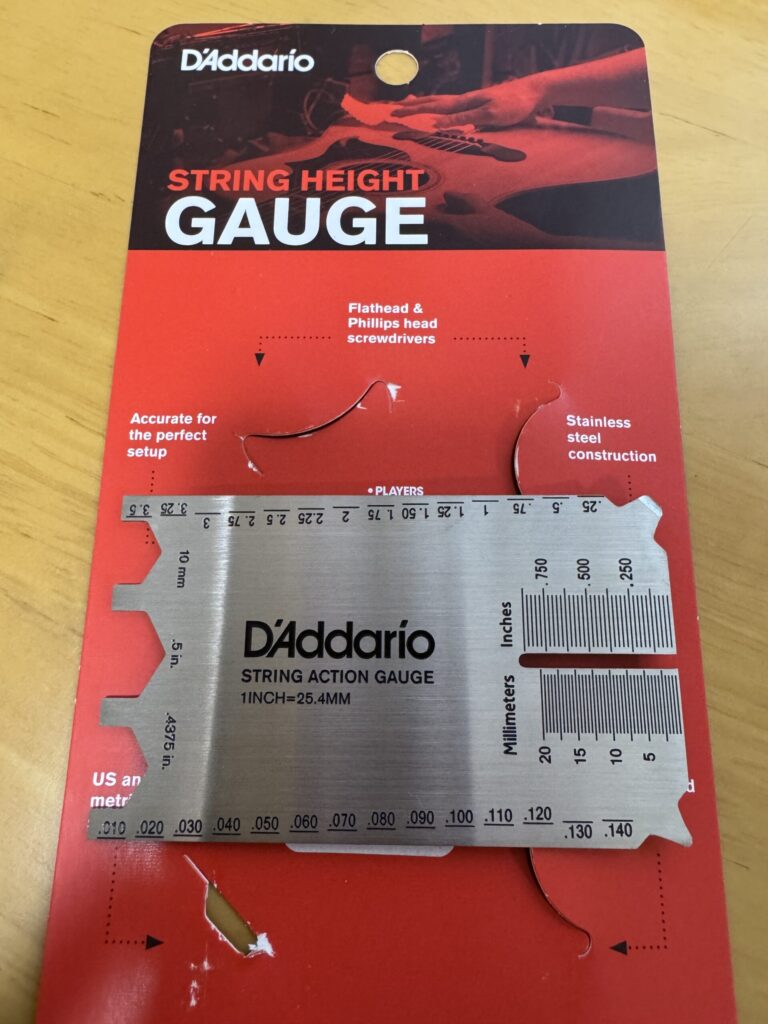 D'Addario
STRING HEIGHT
GAUGE
Flathead &
Phillips head
screwdrivers
Accurate for
the perfect
setup
Stainless
steel
construction
• PLAYERS
3.5 3.25 3 2.75 2.5 2.25 2 1.75 1.50 1.25 1 .75 .5 .25
10 mm
.5 in.
.4375 in.
D'Addario
STRING ACTION GAUGE
1INCH=25.4MM
Inches
.750 .500 .250
Millimeters
20 15 10 5
US an
metri
d
.010 .020 .030 .040 .050 .060 .070 .080 .090 .100 .110 .120 .130 .140